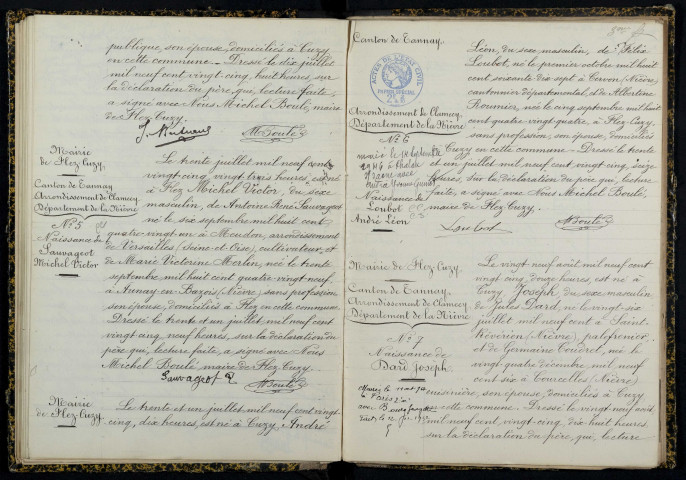 publique, son épouse, domiciliés à Cuzy
en cette commune. Dressé le dix juillet
mil neuf cent vingt cinq, huit heures, sur
la déclaration du père, qui, lecture faite,
a signé avec Nous Michel Boulé, maire
de Flez-Cuzy.
MBoulé
Mairie
de Flez-Cuzy
Canton de Tannay
Arrondissement de Clamecy
Département de la Nièvre
N° 5
Naissance de
Sauvageot
Michel Victor
Le trente juillet mil neuf cent
vingt-cinq, vingt trois heures, est né
à Flez Michel Victor, du sexe
masculin, de Antoine René Sauvageot
né le six septembre mil huit cent
quatre vingt un à Meudon, arrondissement
de Versailles (Seine-et-Oise), cultivateur, et
de Marie Victorine Merlin, née le trente
septembre mil huit cent quatre vingt neuf
à Aunay-en-Bazois (Nièvre) sans profession
son épouse, domiciliés à Flez en cette commune
Dressé le trente et un juillet mil neuf cent
vingt cinq, neuf heures, sur la déclaration du
père qui, lecture faite, a signé avec Nous
Michel Boulé maire de Flez-Cuzy.
Sauvageot R
MBoulé
Mairie
de Flez-Cuzy
Le trente et un juillet mil neuf cent vingt
cinq, dix heures, est né à Cuzy, André
Canton de Tannay
ACTES DE L'ETAT CIVIL
PAPIER SPECIAL
Arrondissement de Clamecy
Département de la Nièvre
N° 6
Naissance de
Loubot
André Léon
Léon, du sexe masculin, de Félix
Loubot, né le premier octobre mil huit
cent soixante dix sept à Cervon (Nièvre)
cantonnier départemental, et de Albertine
Roumier, née le cinq septembre mil huit
cent quatre-vingt-quatre, à Flez Cuzy
sans profession, son épouse, domiciliés
à Cuzy en cette commune. Dressé le trente
et un juillet mil neuf cent vingt cinq, seize
heures, sur la déclaration du père, qui, lecture
faite, a signé avec Nous Michel Boulé,
maire de Flez Cuzy.
Loubot
MBoulé
Mairie de Flez-Cuzy
Canton de Tannay
Arrondissement de Clamecy
Département de la Nièvre
N° 7
Naissance de
Dard Joseph
Le vingt neuf août mil neuf cent
vingt cinq, douze heures, est né à
Cuzy Joseph du sexe masculin
de Jules Dard, né le vingt six
juillet mil neuf cent à Saint-
Révérien (Nièvre) palefrenier,
et de Germaine Coudret, née le
vingt quatre décembre mil neuf
cent six à Tourcelles (Nièvre)
cuisinière, son épouse, domiciliés à Cuzy
en cette commune. Dressé le vingt neuf août,
mil neuf cent, vingt cinq, dix-huit heures,
sur la déclaration du père, qui, lecture